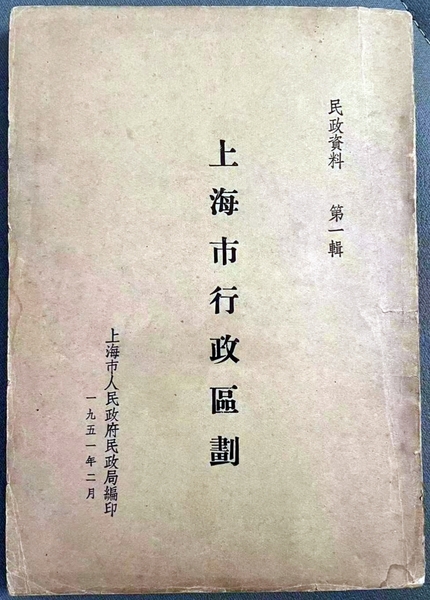 民政資料 第一輯
上海市行政區劃
上海市人民政府民政局編印
一九五一年二月